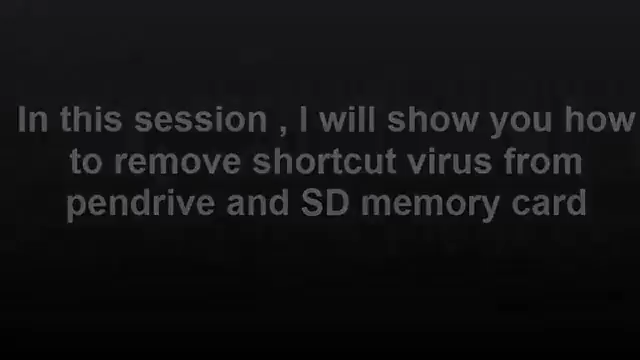 In this session , I will show you how
to remove shortcut virus from
pendrive and SD memory card